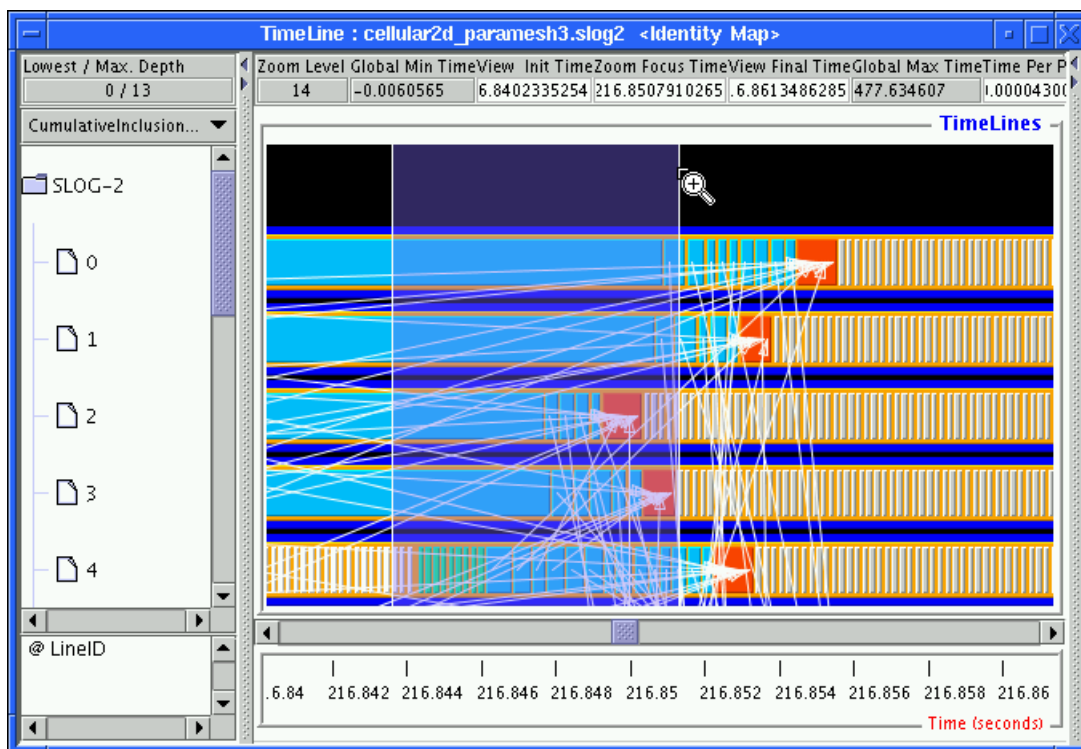 TimeLine : cellular2d_paramesh3.slog2 <Identity Map>
Lowest / Max. Depth
0 / 13
CumulativeInclusion...
SLOG-2
0
1
2
3
4
@ LineID
Zoom Level Global Min Time View Init Time Zoom Focus Time View Final Time Global Max Time Time Per P
14 -0.0060565 6.8402335254 216.8507910265 .6.8613486285 477.634607 .00004300
TimeLines
.6.84 216.842 216.844 216.846 216.848 216.85 216.852 216.854 216.856 216.858 216.86
Time (seconds)